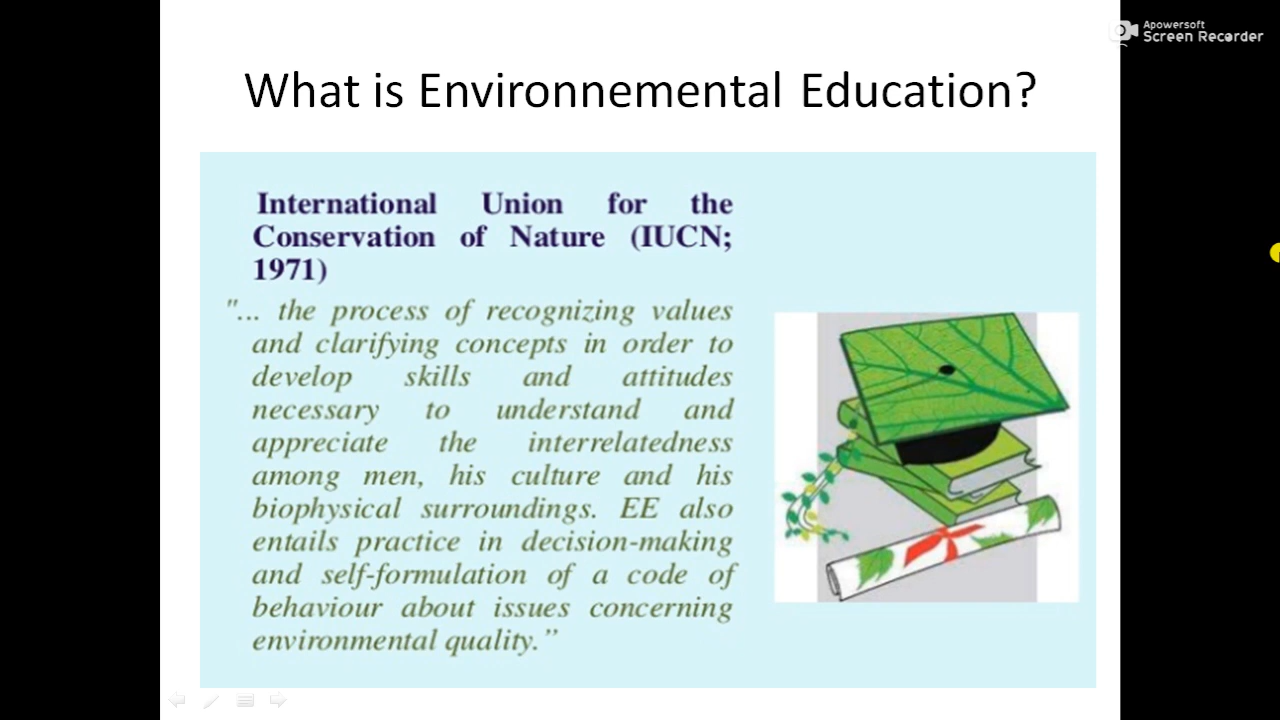 Apowersoft
Screen Recorder
What is Environnemental Education?
International Union for the
Conservation of Nature (IUCN;
1971)
"... the process of recognizing values
and clarifying concepts in order to
develop skills and attitudes
necessary to understand and
appreciate the interrelatedness
among men, his culture and his
biophysical surroundings. EE also
entails practice in decision-making
and self-formulation of a code of
behaviour about issues concerning
environmental quality.”